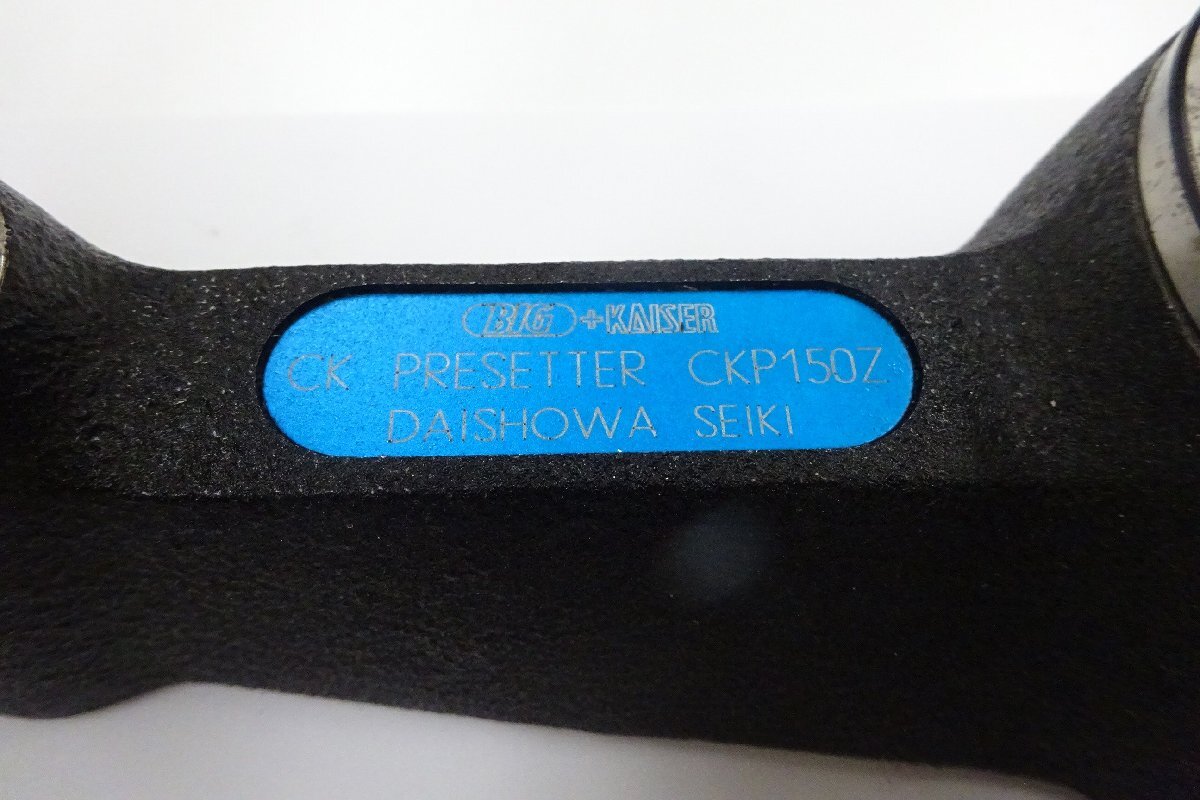 BIG+KAISER
CK PRESETTER CKP150Z
DAISHOWA SEIKI